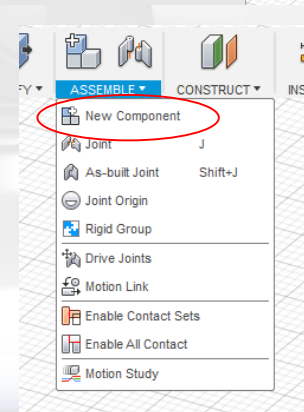 FY ▾ ASSEMBLE ▾ CONSTRUCT ▾ INS
New Component
Joint J
As-built Joint Shift+J
Joint Origin
Rigid Group
Drive Joints
Motion Link
Enable Contact Sets
Enable All Contact
Motion Study